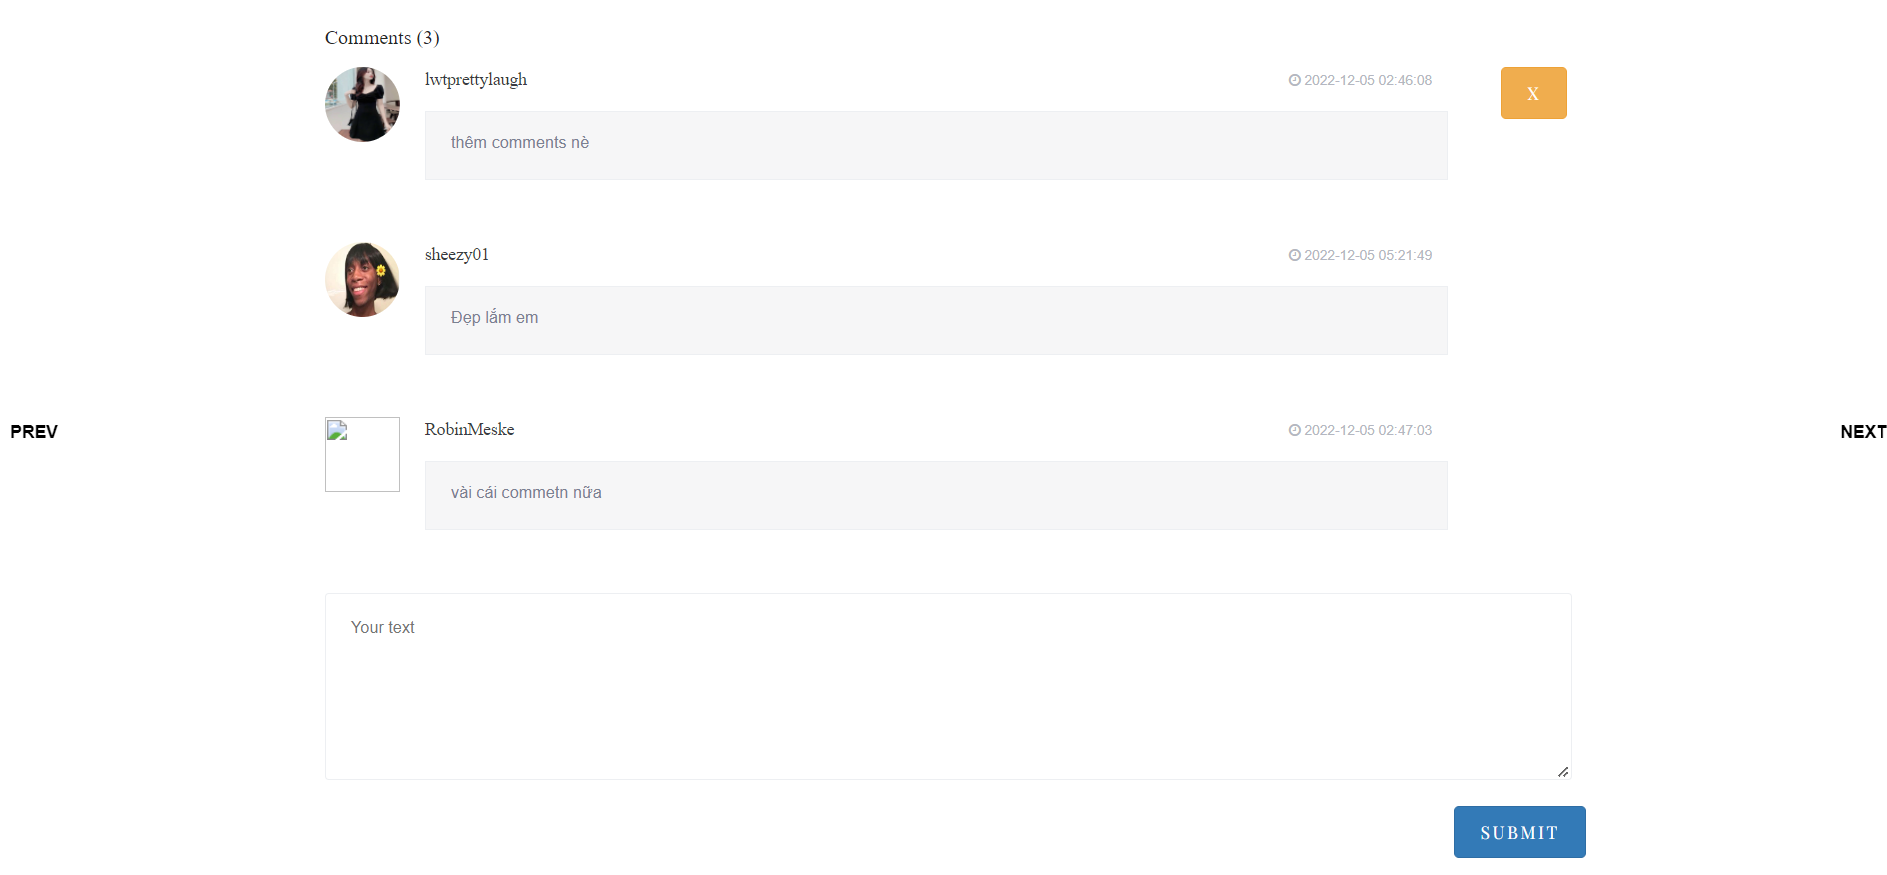 Comments (3)
lwtprettylaugh
2022-12-05 02:46:08
X
thêm comments nè
sheezy01
2022-12-05 05:21:49
Đẹp lắm em
PREV
RobinMeske
2022-12-05 02:47:03
NEXT
vài cái commetn nữa
Your text
SUBMIT